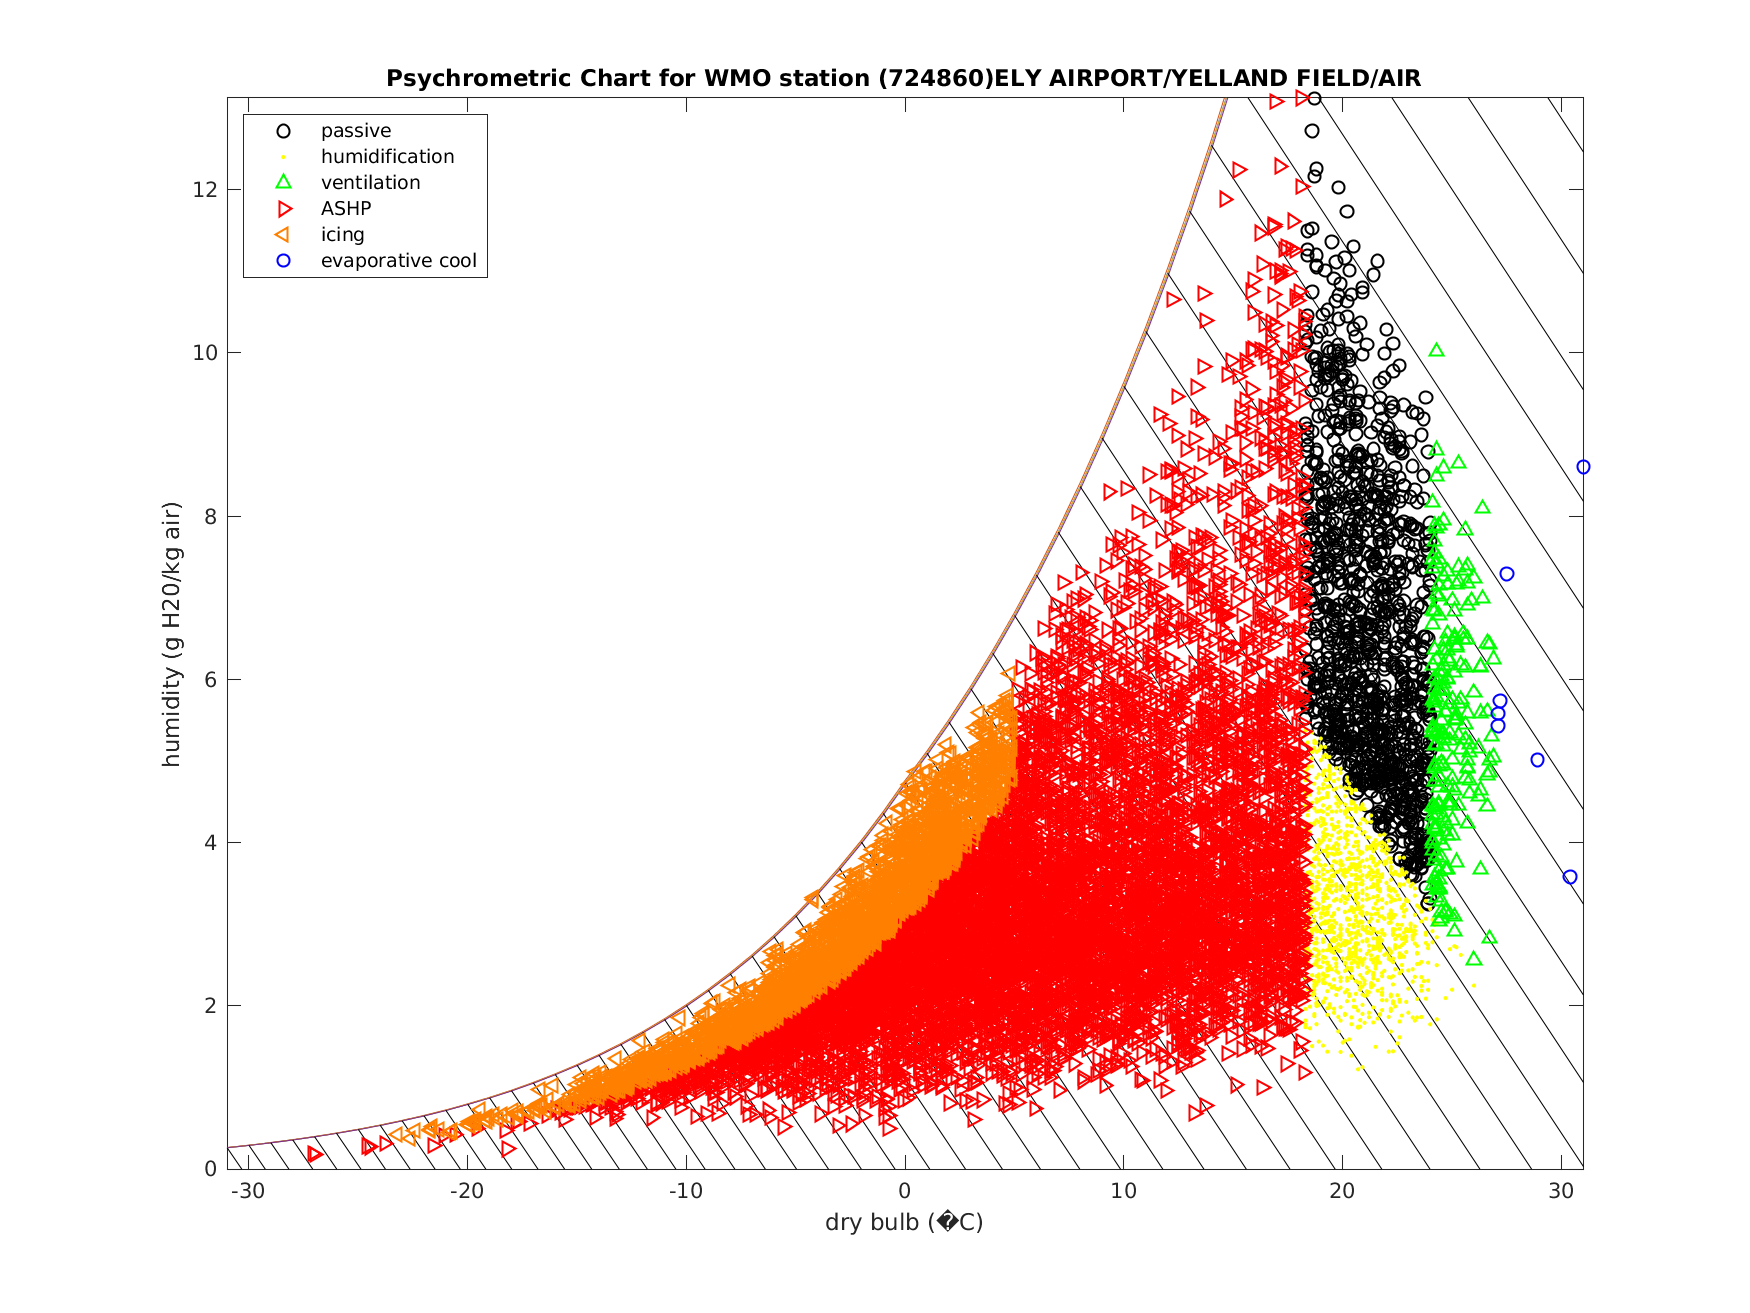 Psychrometric Chart for WMO station (724860)ELY AIRPORT/YELLAND FIELD/AIR
passive
humidification
ventilation
ASHP
icing
evaporative cool
12
10
8
6
4
2
0
humidity (g H20/kg air)
-30 -20 -10 0 10 20 30
dry bulb (�C)